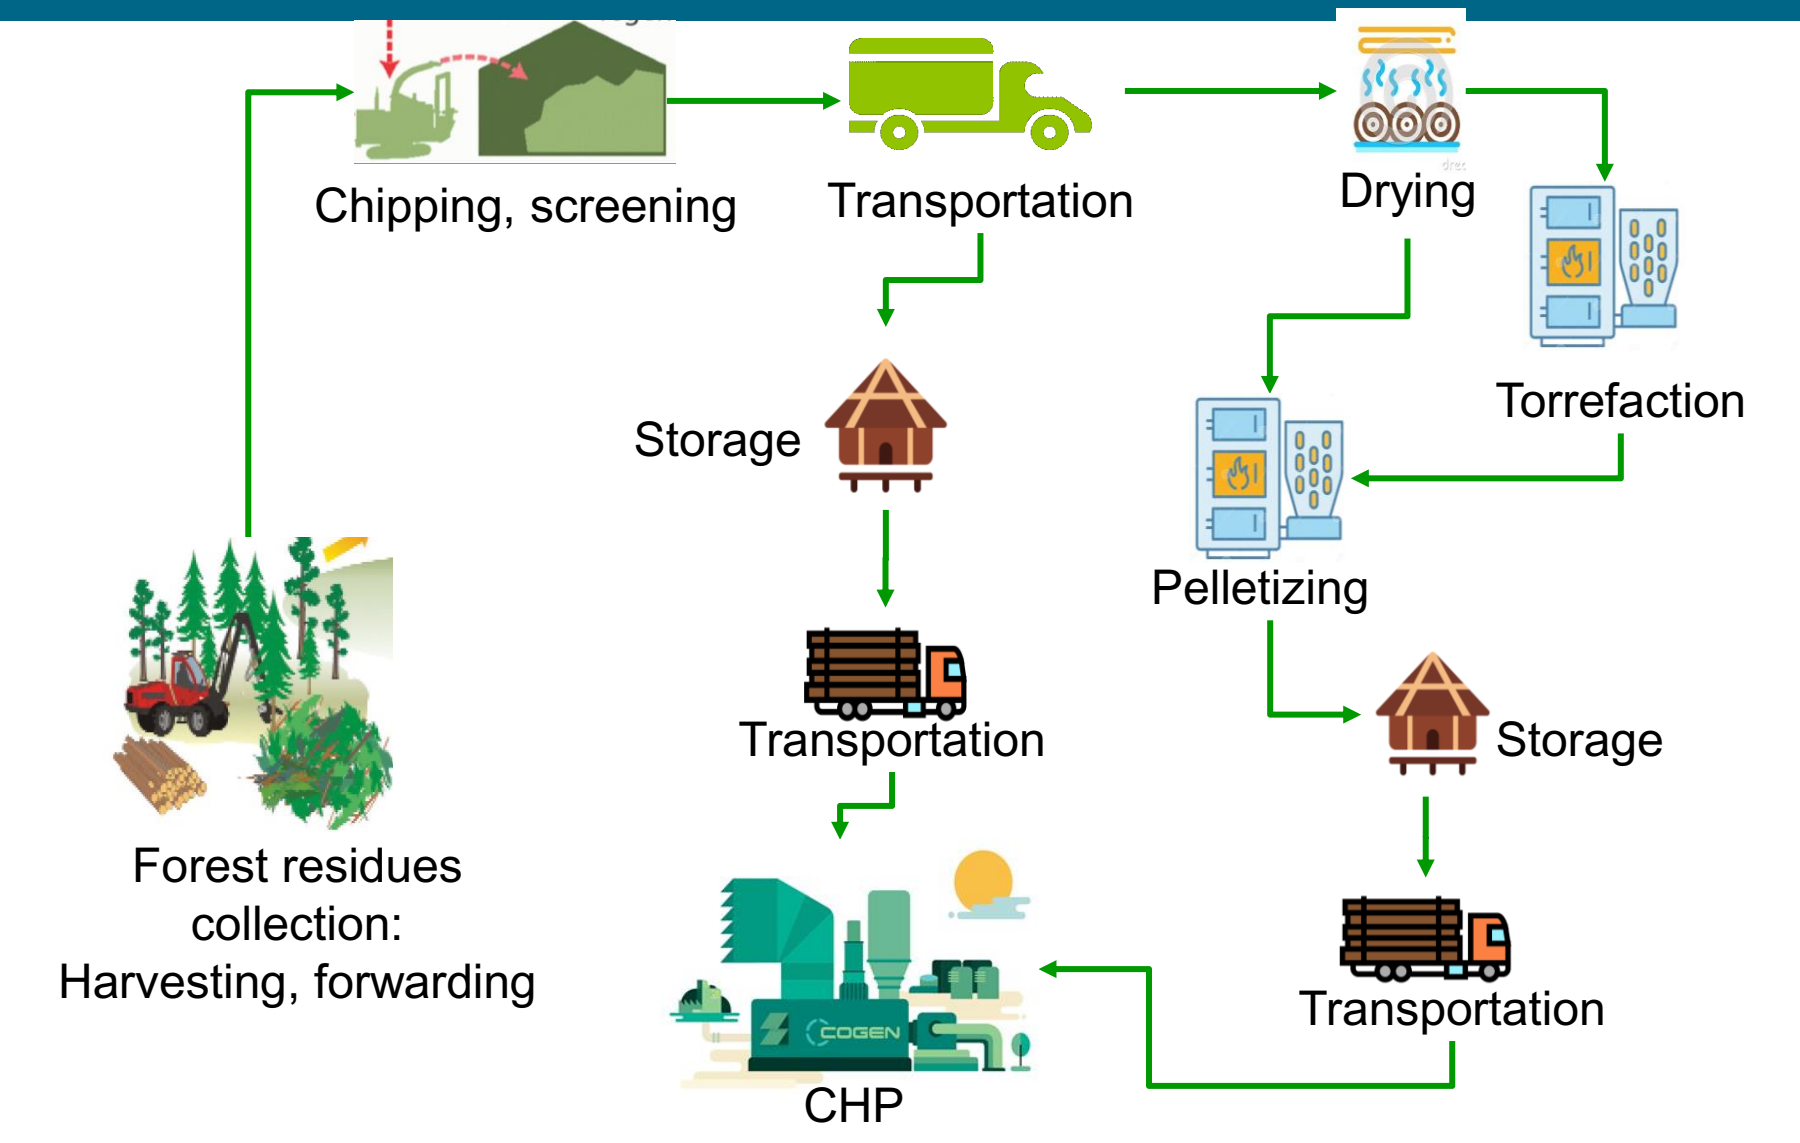 Chipping, screening
Transportation
Drying
Torrefaction
Storage
Pelletizing
Transportation
Storage
Forest residues
collection:
Harvesting, forwarding
Transportation
COGEN
CHP